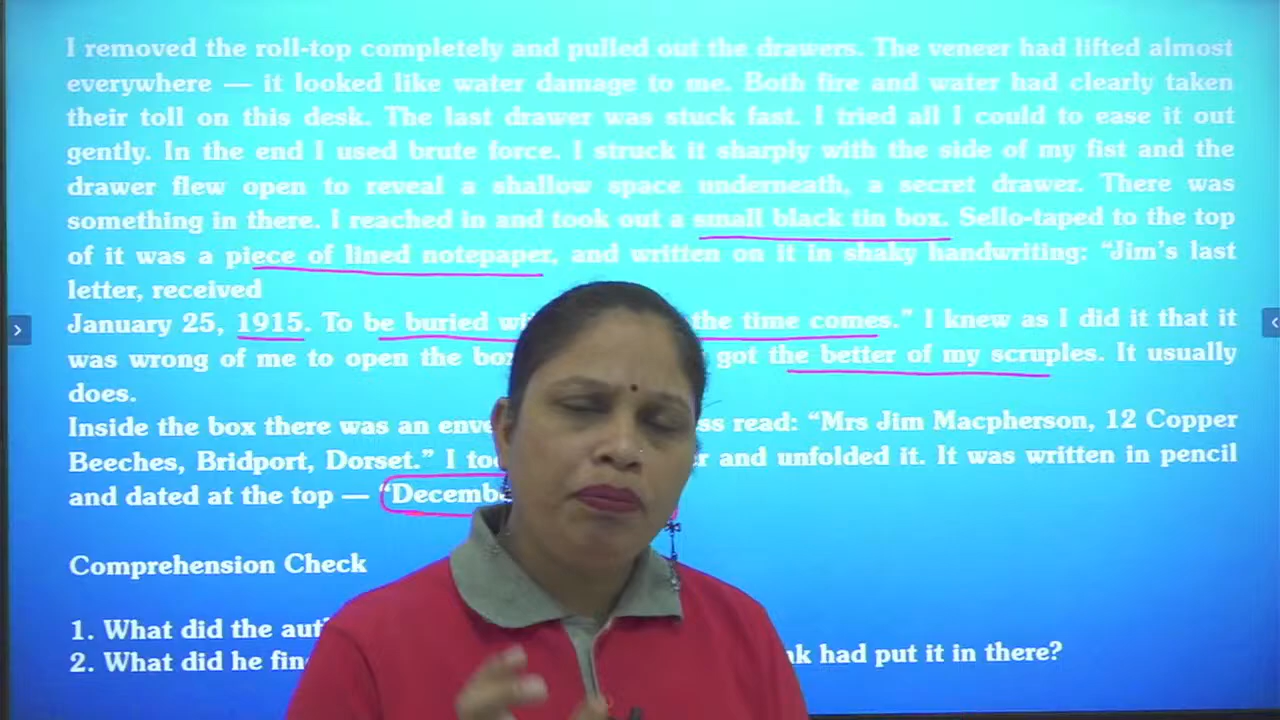 I removed the roll-top completely and pulled out the drawers. The veneer had lifted almost
everywhere — it looked like water damage to me. Both fire and water had clearly taken
their toll on this desk. The last drawer was stuck fast. I tried all I could to ease it out
gently. In the end I used brute force. I struck it sharply with the side of my fist and the
drawer flew open to reveal a shallow space underneath, a secret drawer. There was
something in there. I reached in and took out a small black tin box. Sello-taped to the top
of it was a piece of lined notepaper, and written on it in shaky handwriting: “Jim’s last
letter, received
January 25, 1915. To be buried the time comes.” I knew as I did it that it
was wrong of me to open the box got the better of my scruples. It usually
does.
Inside the box there was an read: “Mrs Jim Macpherson, 12 Copper
Beeches, Bridport, Dorset.” I and unfolded it. It was written in pencil
and dated at the top — “
Comprehension Check
1. What did the
2. What did he had put it in there?